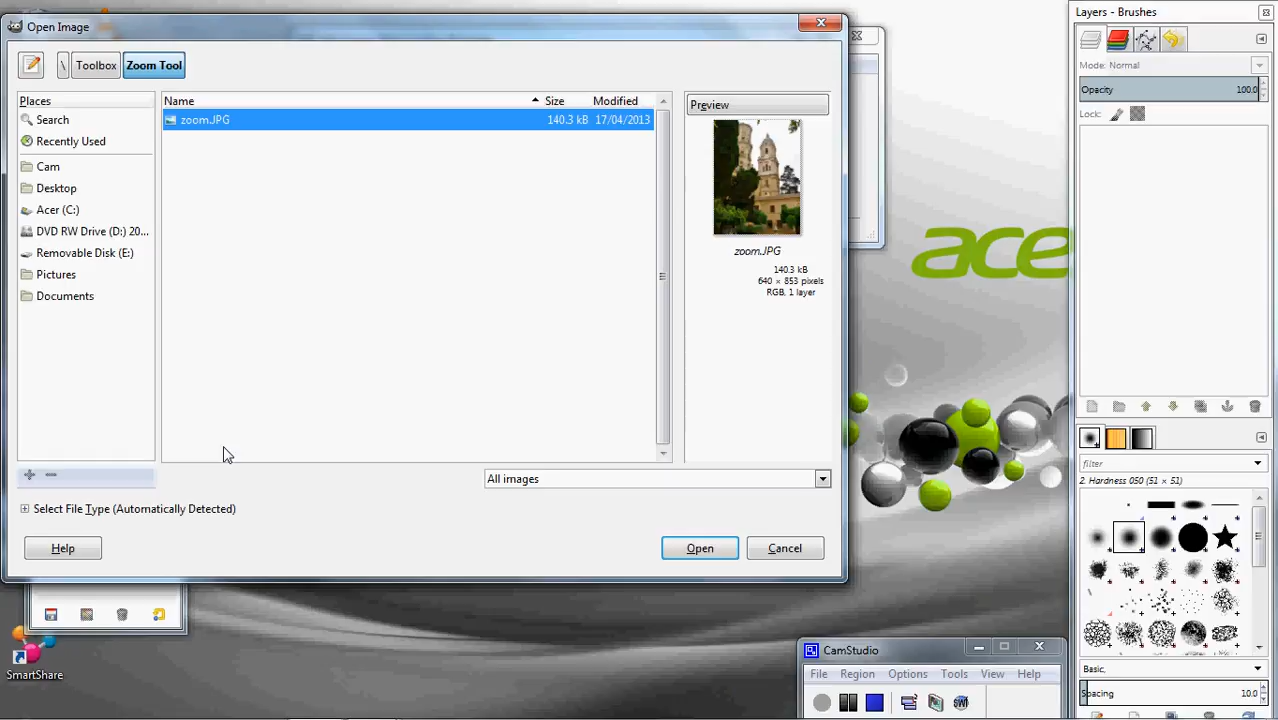 Open Image
Layers - Brushes
\
Toolbox
Zoom Tool
Places
Search
Recently Used
Cam
Desktop
Acer (C:)
DVD RW Drive (D:) 20...
Removable Disk (E:)
Pictures
Documents
Name
Size
Modified
zoom.JPG
140.3 kB
17/04/2013
Preview
zoom.JPG
140.3 kB
640 × 853 pixels
RGB, 1 layer
All images
Select File Type (Automatically Detected)
Help
Open
Cancel
Mode: Normal
Opacity
100.0
Lock:
ace
filter
2. Hardness 050 (51 × 51)
Basic,
Spacing
10.0
SmartShare
CamStudio
File
Region
Options
Tools
View
Help
SWF